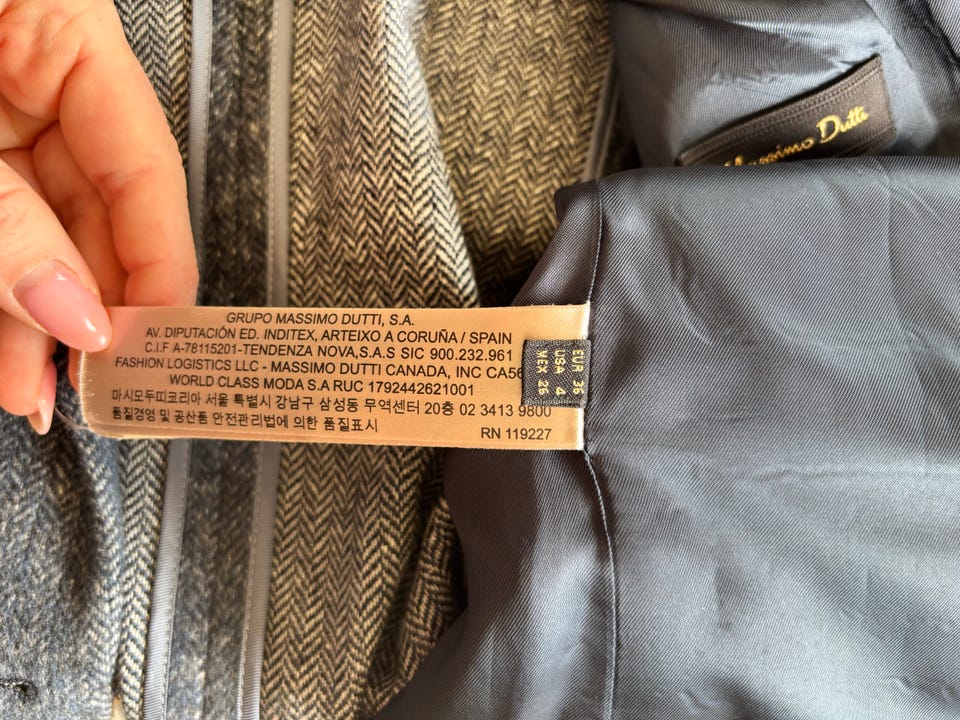 Massimo Dutti
GRUPO MASSIMO DUTTI, S.A.
AV. DIPUTACIÓN ED. INDITEX, ARTEIXO A CORUÑA / SPAIN
C.I.F A-78115201-TENDENZA NOVA,S.A.S SIC 900.232.961
FASHION LOGISTICS LLC - MASSIMO DUTTI CANADA, INC CA56
WORLD CLASS MODA S.A RUC 1792442621001
마시모두띠코리아 서울 특별시 강남구 삼성동 무역센터 20층 02 3413 9800
품질경영 및 공산품 안전관리법에 의한 품질표시
RN 119227
EUR 36
USA 4
MEX 26